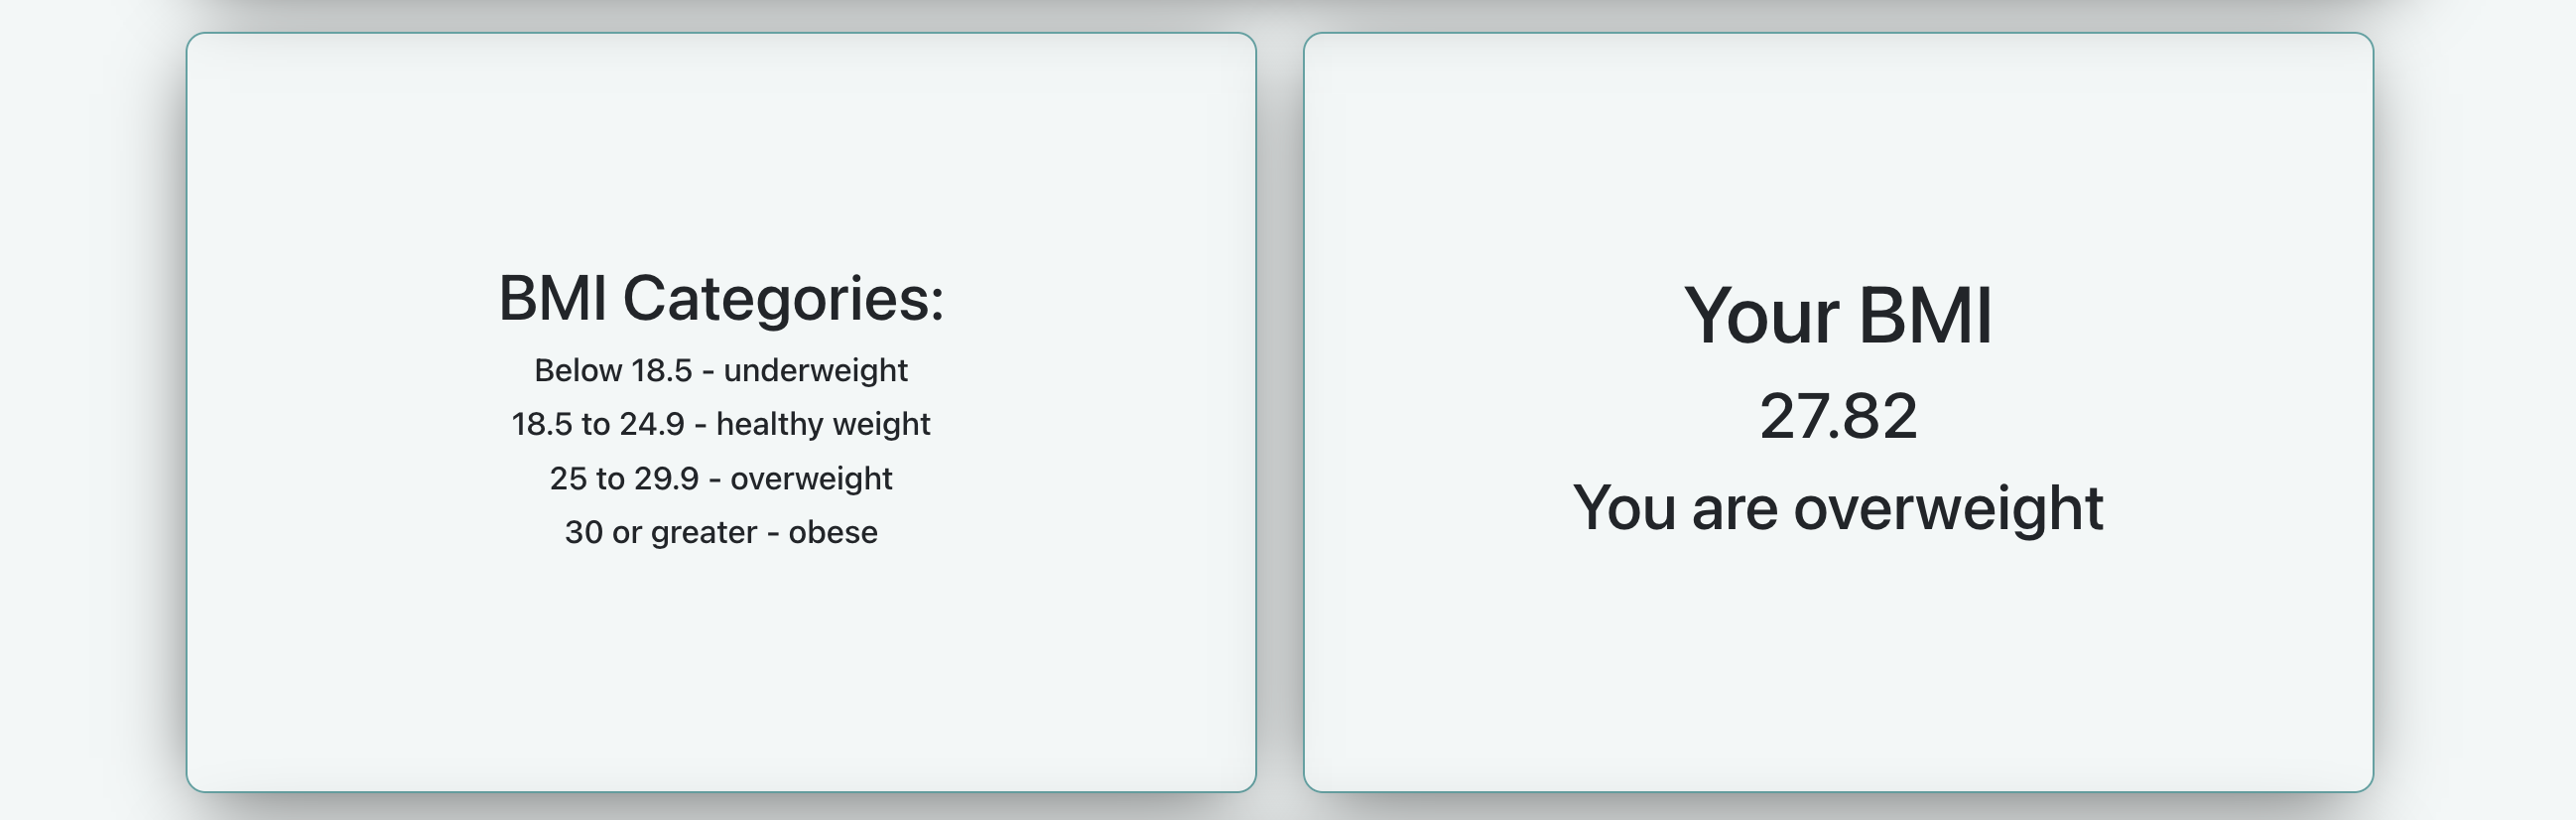 BMI Categories:
Below 18.5 - underweight
18.5 to 24.9 - healthy weight
25 to 29.9 - overweight
30 or greater - obese
Your BMI
27.82
You are overweight